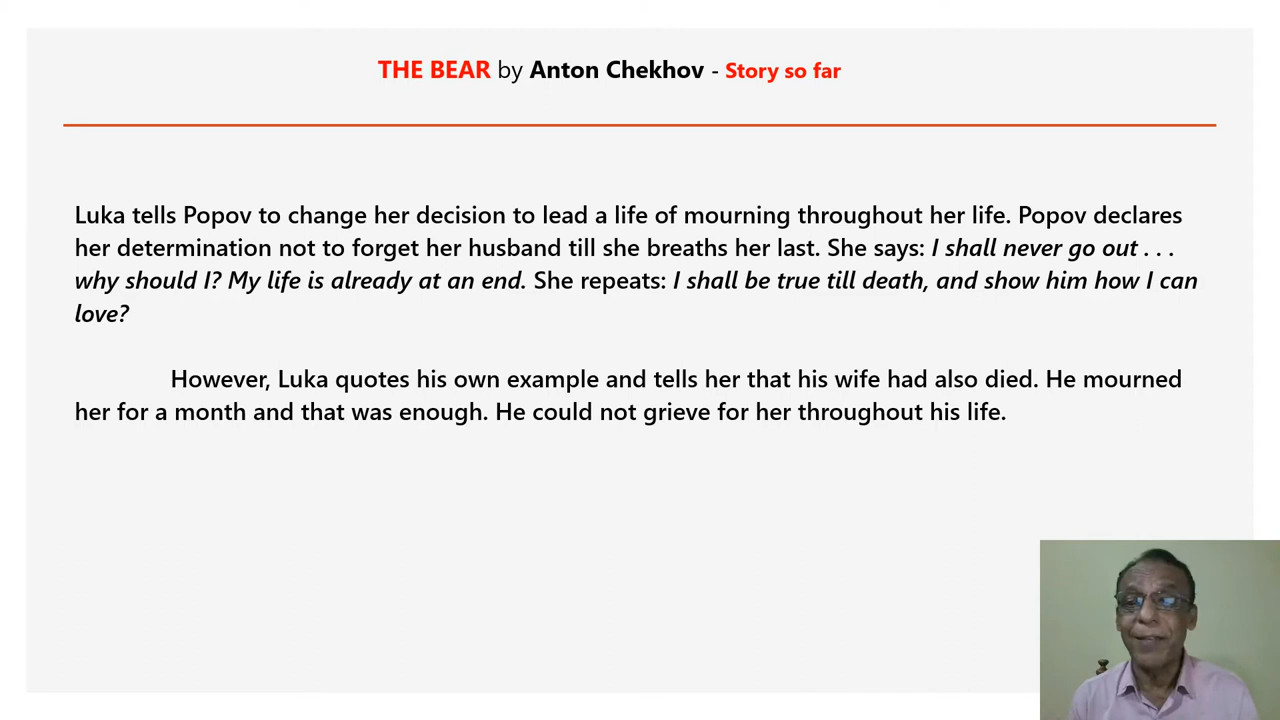 THE BEAR by Anton Chekhov - Story so far
Luka tells Popov to change her decision to lead a life of mourning throughout her life. Popov declares
her determination not to forget her husband till she breaths her last. She says: I shall never go out . . .
why should I? My life is already at an end. She repeats: I shall be true till death, and show him how I can
love?
However, Luka quotes his own example and tells her that his wife had also died. He mourned
her for a month and that was enough. He could not grieve for her throughout his life.